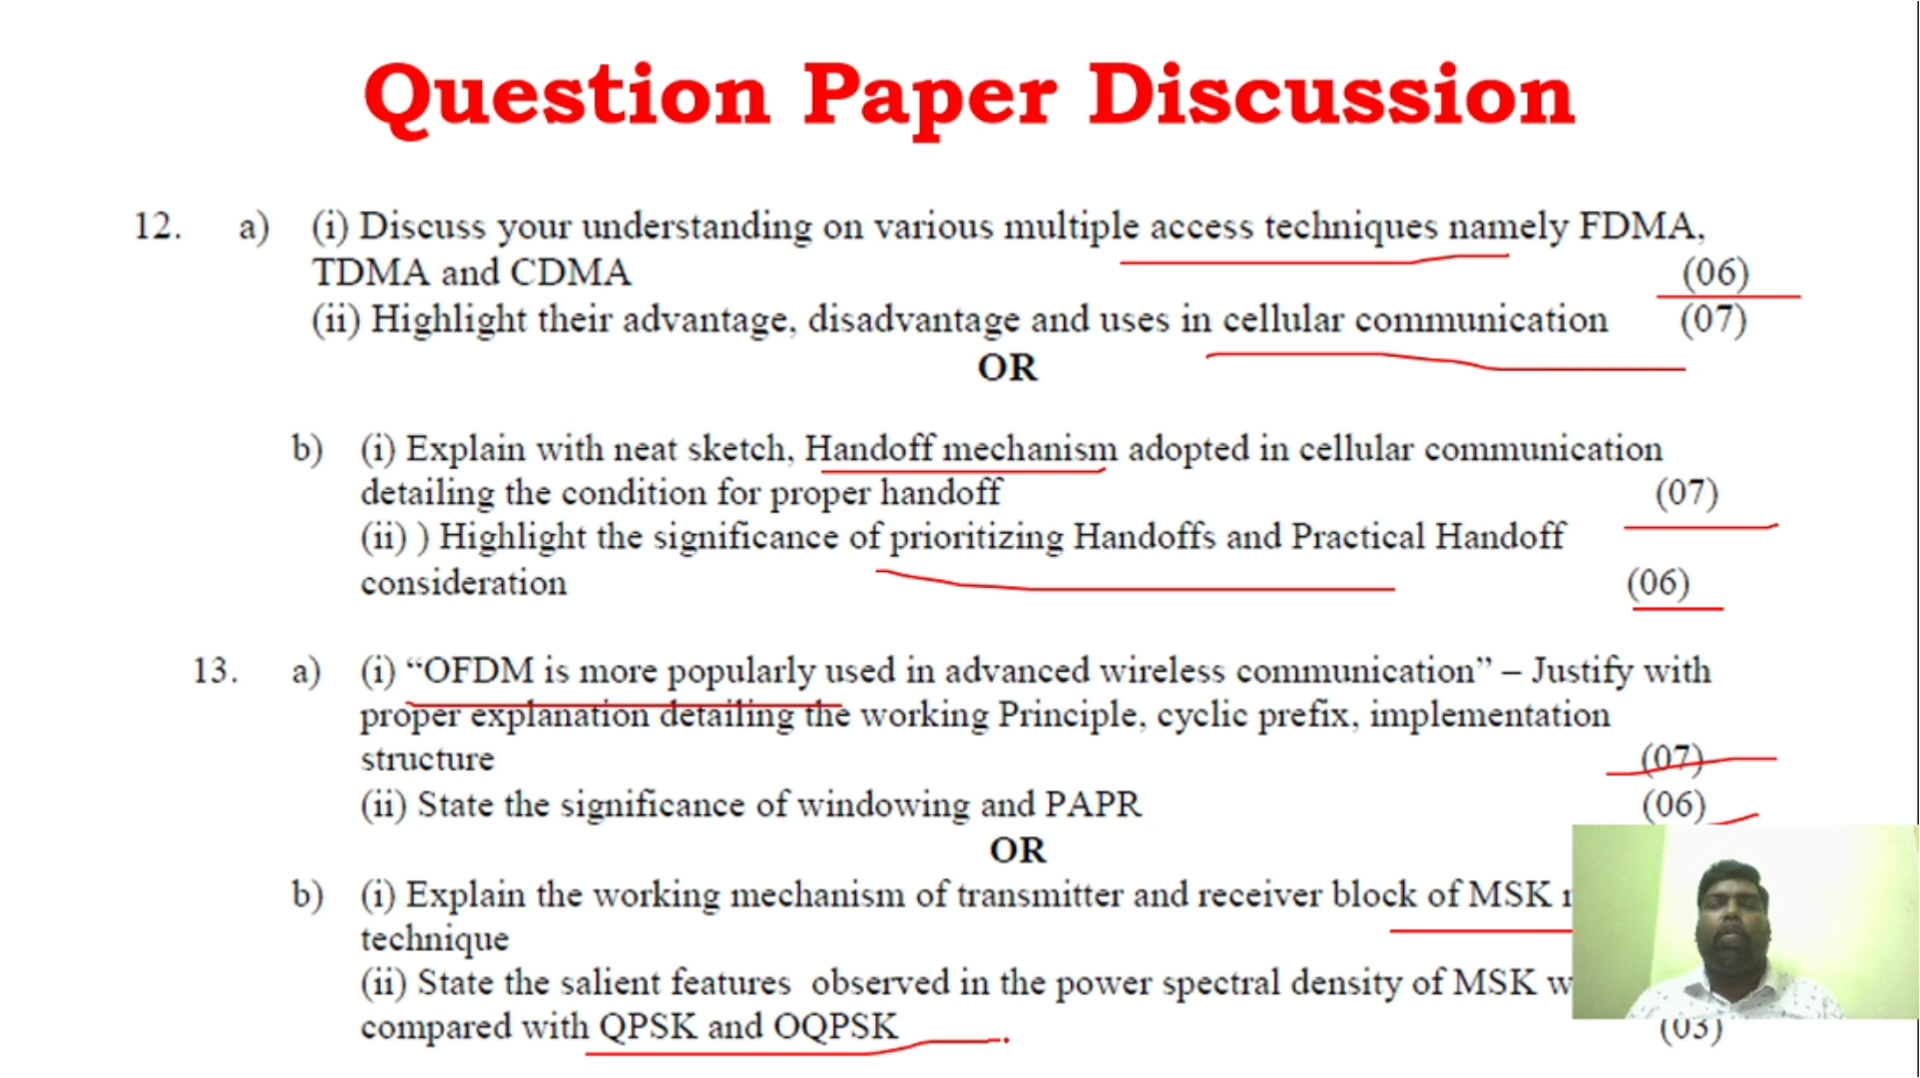 Question Paper Discussion
12. a) (i) Discuss your understanding on various multiple access techniques namely FDMA,
TDMA and CDMA (06)
(ii) Highlight their advantage, disadvantage and uses in cellular communication (07)
OR
b) (i) Explain with neat sketch, Handoff mechanism adopted in cellular communication
detailing the condition for proper handoff (07)
(ii) ) Highlight the significance of prioritizing Handoffs and Practical Handoff
consideration (06)
13. a) (i) “OFDM is more popularly used in advanced wireless communication” – Justify with
proper explanation detailing the working Principle, cyclic prefix, implementation
structure (07)
(ii) State the significance of windowing and PAPR (06)
OR
b) (i) Explain the working mechanism of transmitter and receiver block of MSK
technique
(ii) State the salient features observed in the power spectral density of MSK
compared with QPSK and OQPSK (03)